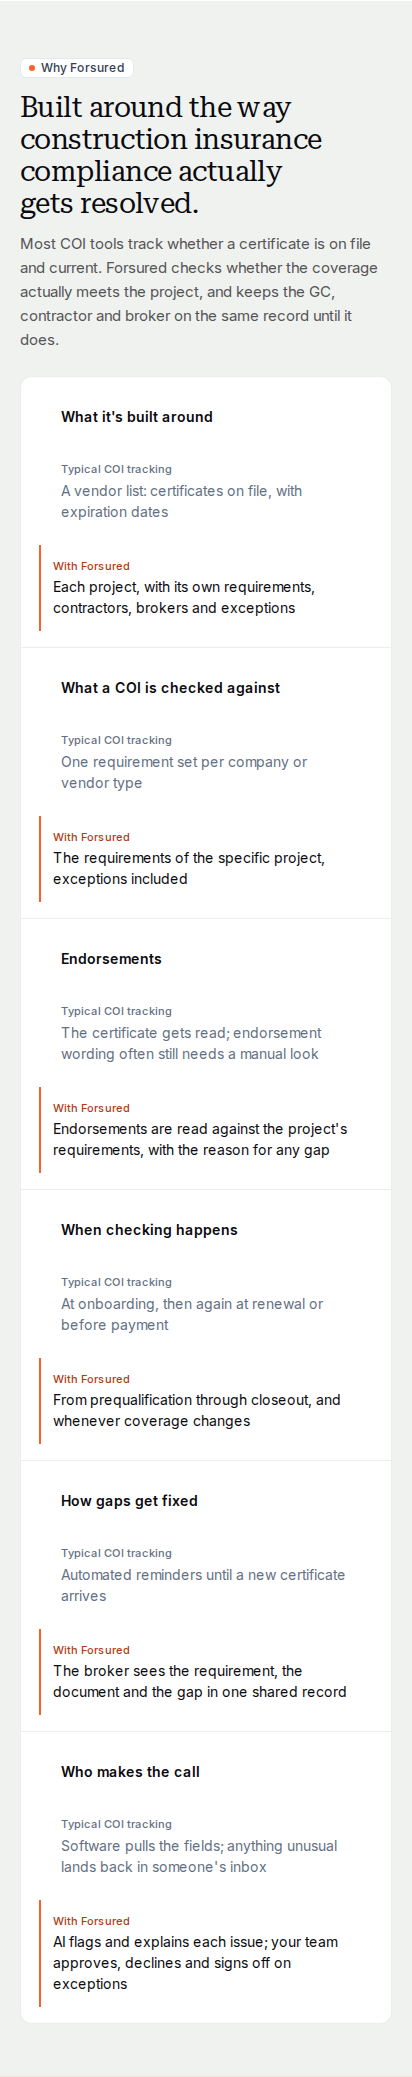 Why Forsured
Built around the way
construction insurance
compliance actually
gets resolved.
Most COI tools track whether a certificate is on file
and current. Forsured checks whether the coverage
actually meets the project, and keeps the GC,
contractor and broker on the same record until it
does.
What it's built around
Typical COI tracking
A vendor list: certificates on file, with
expiration dates
With Forsured
Each project, with its own requirements,
contractors, brokers and exceptions
What a COI is checked against
Typical COI tracking
One requirement set per company or
vendor type
With Forsured
The requirements of the specific project,
exceptions included
Endorsements
Typical COI tracking
The certificate gets read; endorsement
wording often still needs a manual look
With Forsured
Endorsements are read against the project's
requirements, with the reason for any gap
When checking happens
Typical COI tracking
At onboarding, then again at renewal or
before payment
With Forsured
From prequalification through closeout, and
whenever coverage changes
How gaps get fixed
Typical COI tracking
Automated reminders until a new certificate
arrives
With Forsured
The broker sees the requirement, the
document and the gap in one shared record
Who makes the call
Typical COI tracking
Software pulls the fields; anything unusual
lands back in someone's inbox
With Forsured
AI flags and explains each issue; your team
approves, declines and signs off on
exceptions